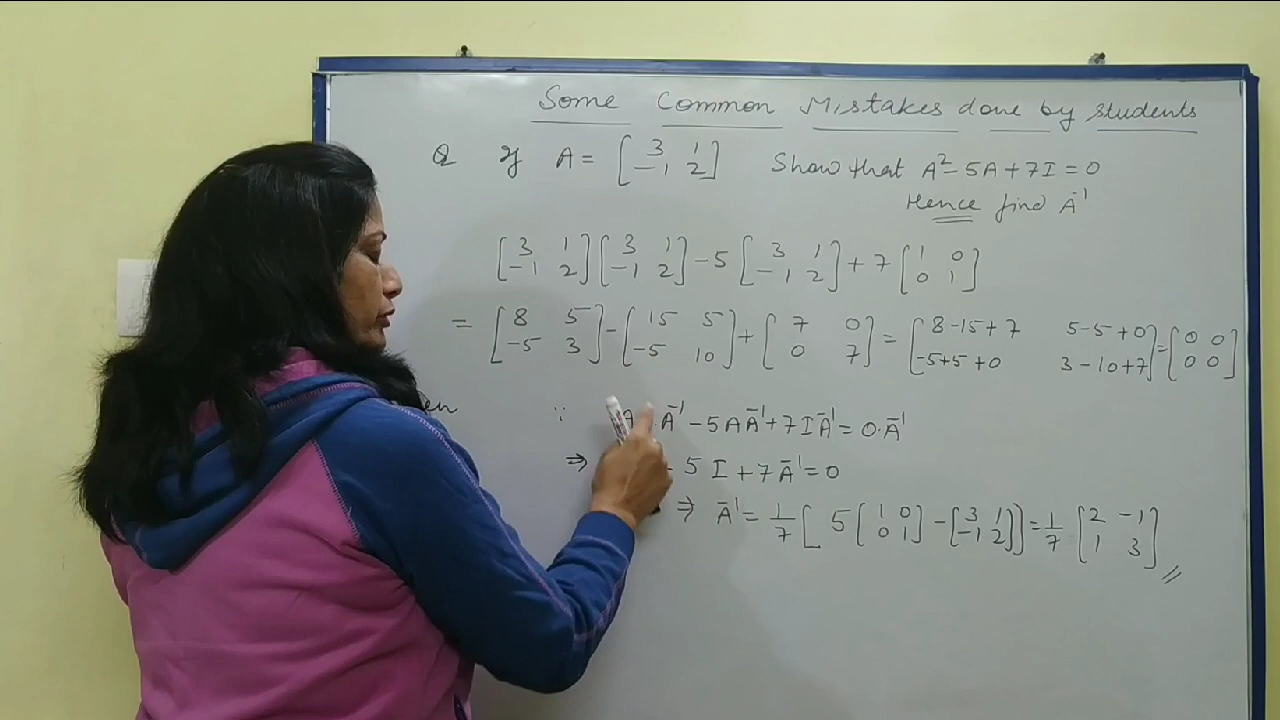 Some Common Mistakes done by students
Q If A = [3 1; -1 2] Show that A² - 5A + 7I = 0
Hence find A⁻¹
[3 1; -1 2] [3 1; -1 2] - 5 [3 1; -1 2] + 7 [1 0; 0 1]
= [8 5; -5 3] - [15 5; -5 10] + [7 0; 0 7] = [8-15+7 5-5+0; -5+5+0 3-10+7] = [0 0; 0 0]
∵ A⁻¹ - 5AA⁻¹ + 7IA⁻¹ = 0·A⁻¹
⇒ - 5I + 7A⁻¹ = 0
⇒ A⁻¹ = 1/7 [5 [1 0; 0 1] - [3 1; -1 2]] = 1/7 [2 -1; 1 3] //